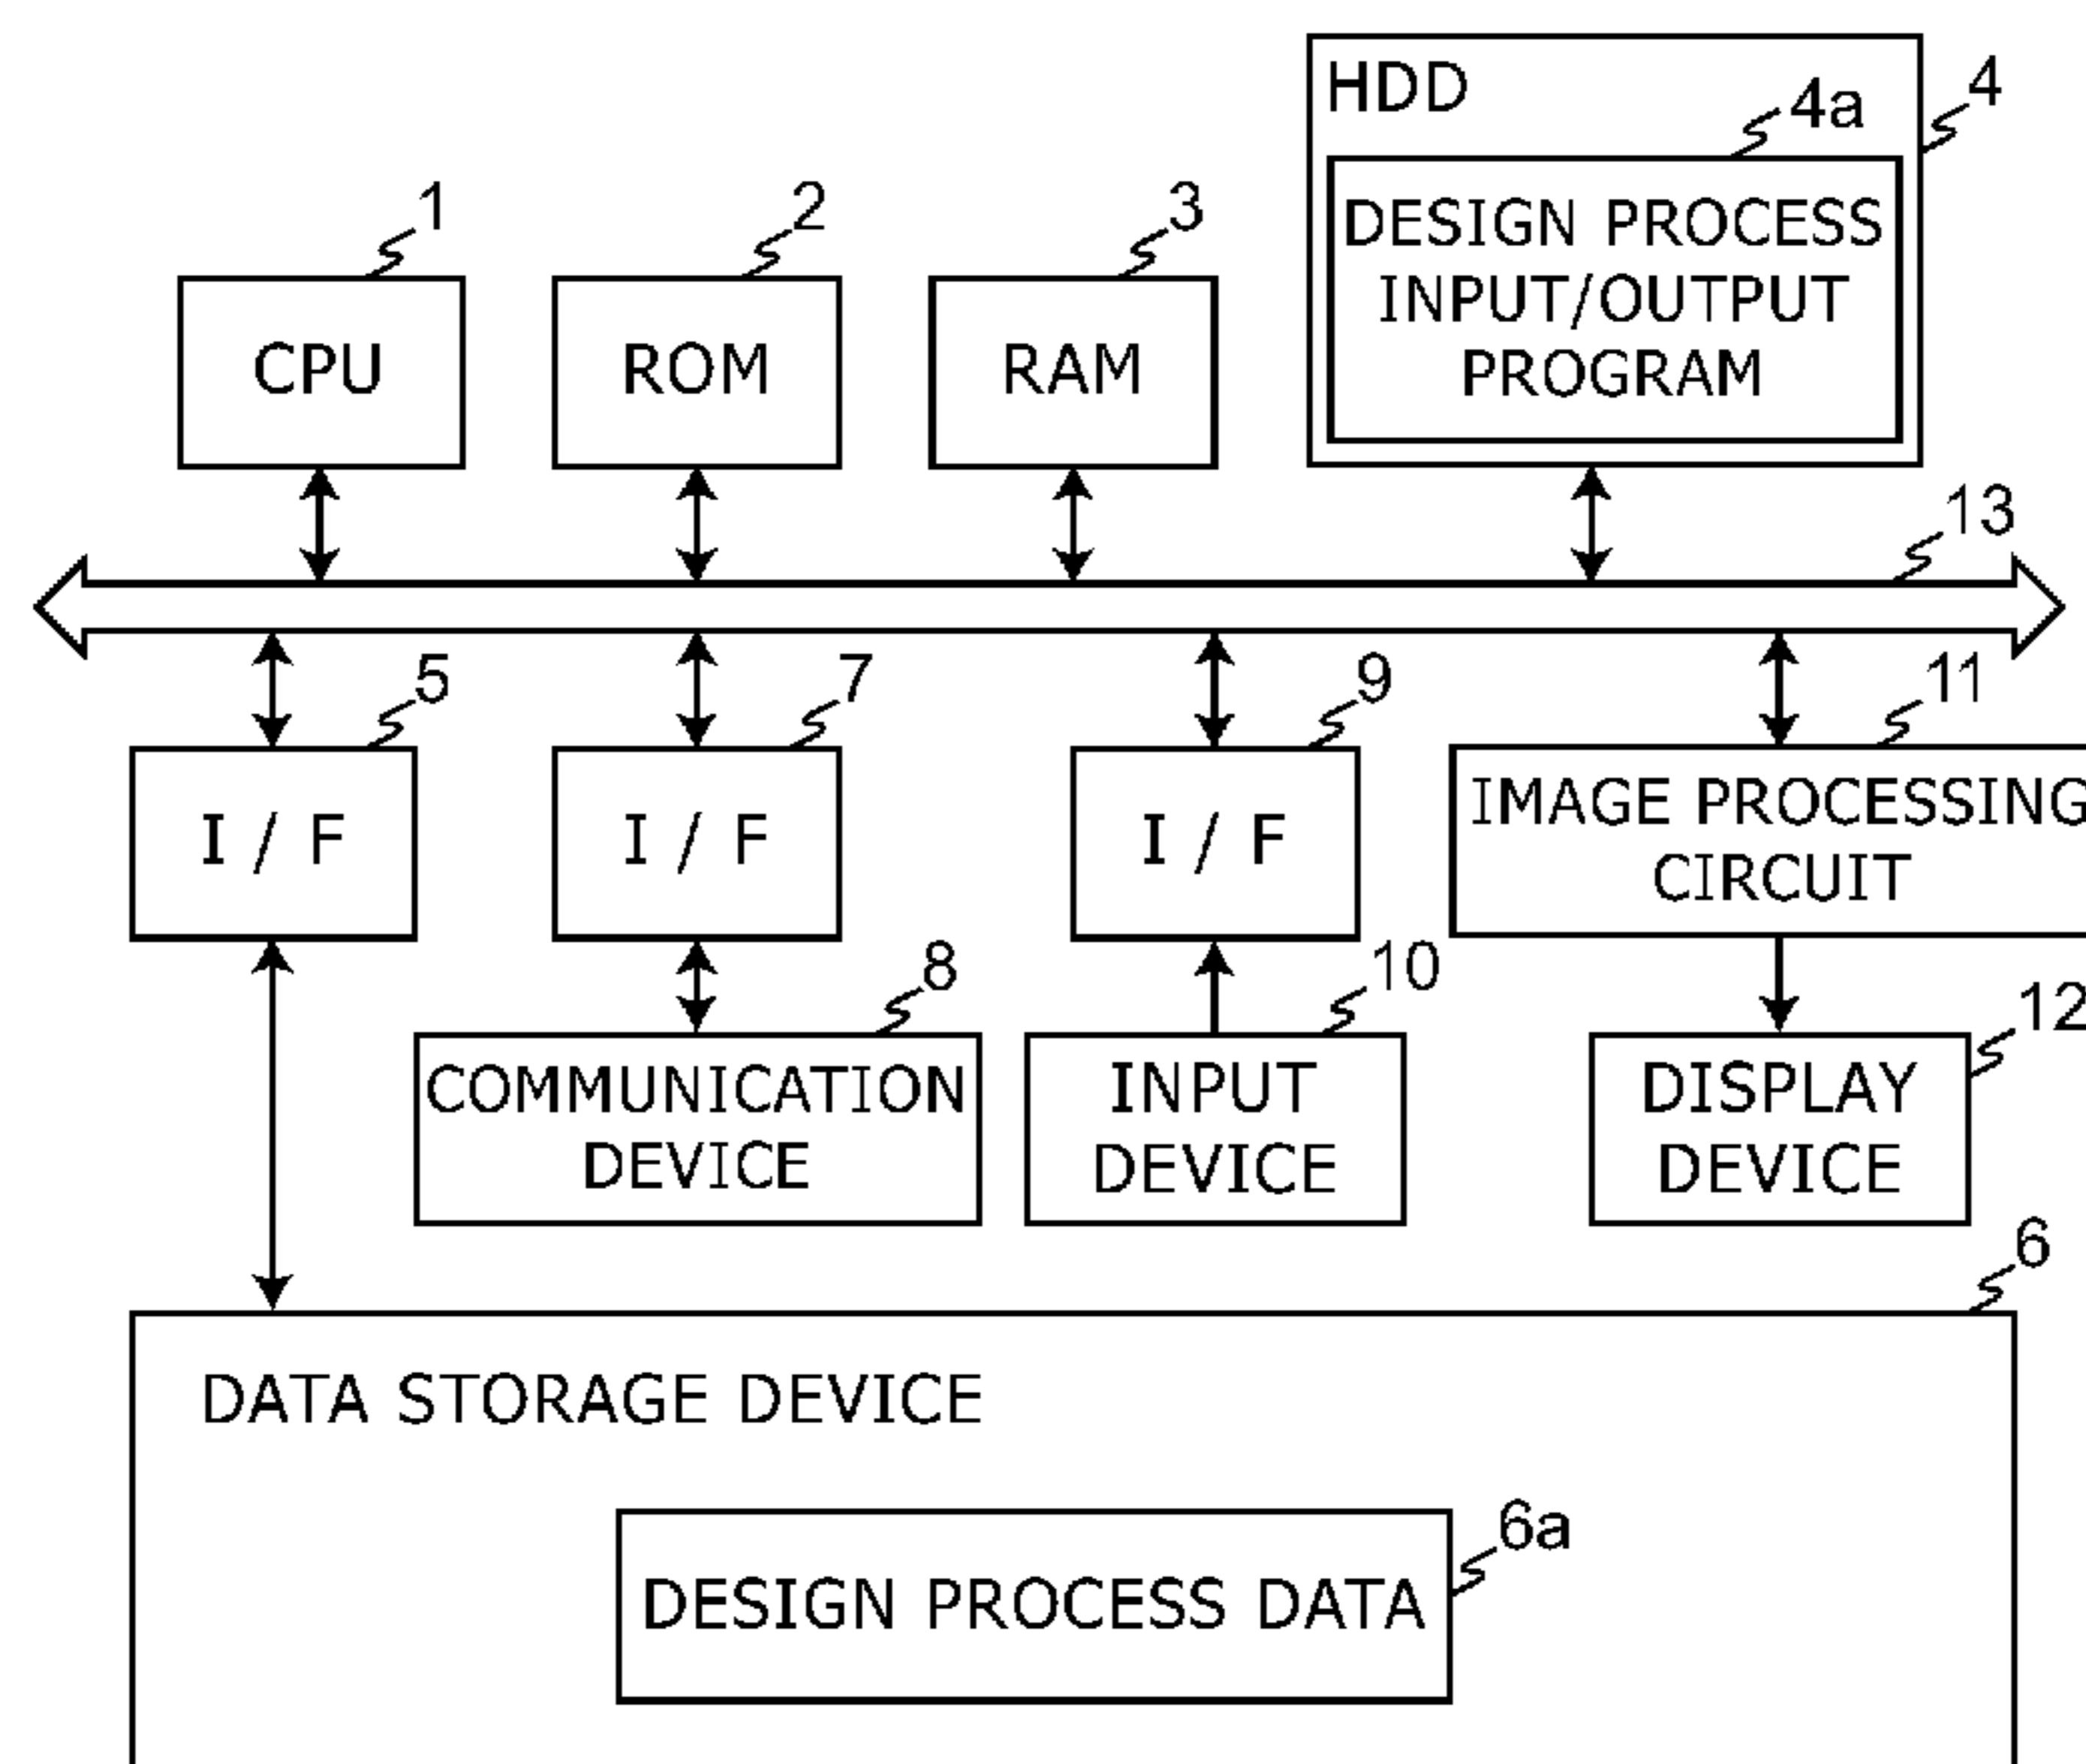 HDD
4
4a
DESIGN PROCESS
INPUT/OUTPUT
PROGRAM
1
CPU
2
ROM
3
RAM
13
5
I / F
7
I / F
9
I / F
11
IMAGE PROCESSING
CIRCUIT
8
COMMUNICATION
DEVICE
10
INPUT
DEVICE
12
DISPLAY
DEVICE
6
DATA STORAGE DEVICE
6a
DESIGN PROCESS DATA